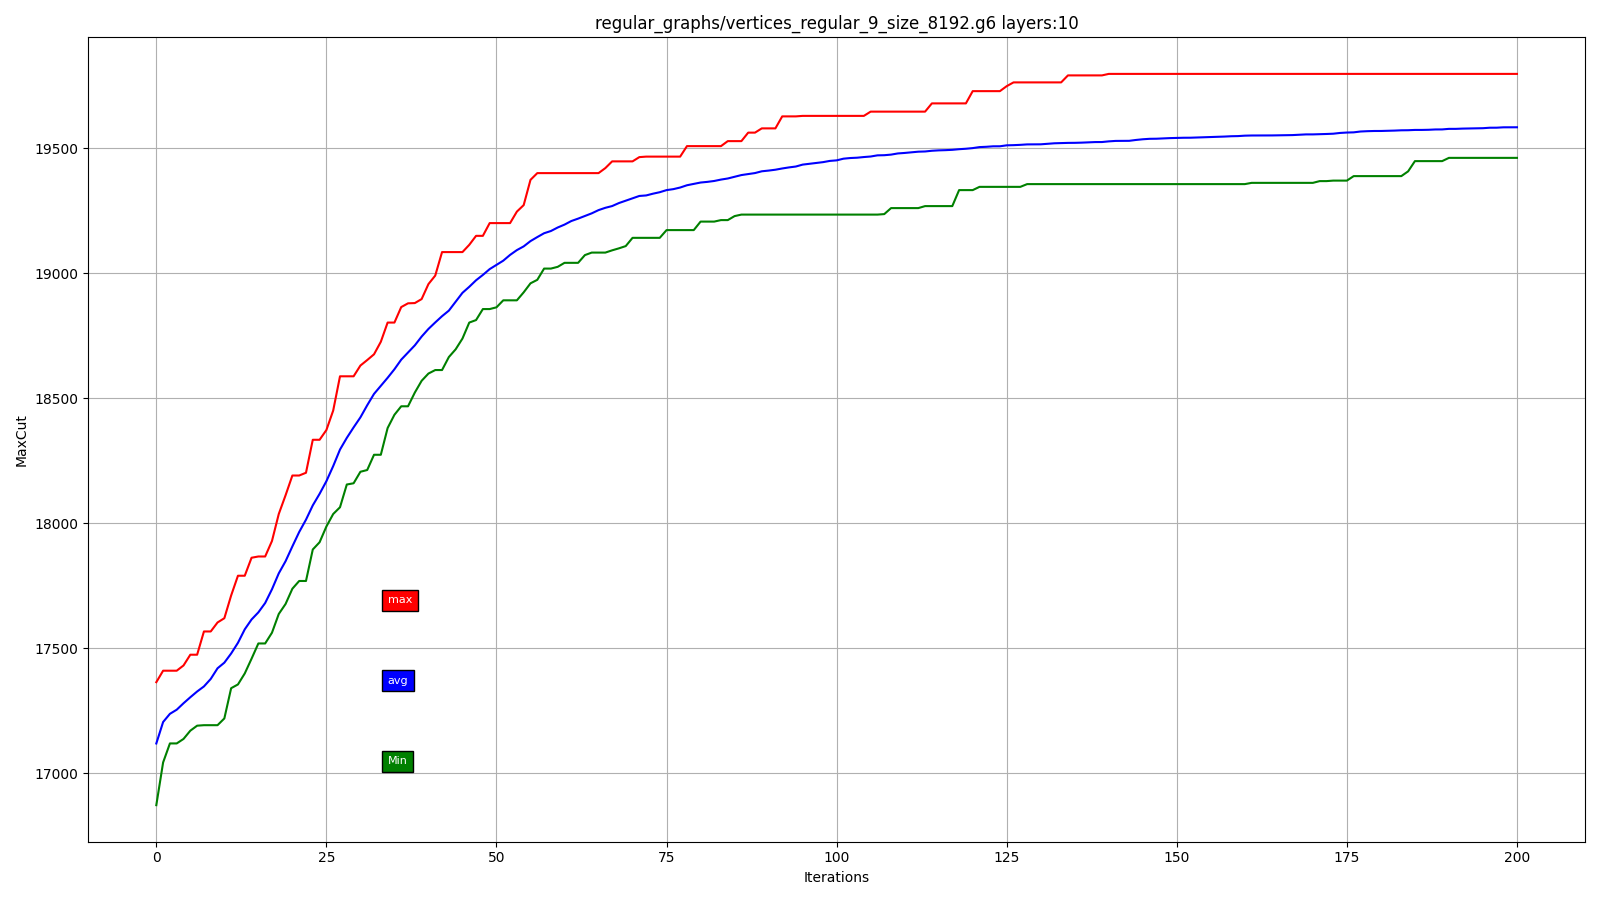 regular_graphs/vertices_regular_9_size_8192.g6 layers:10
MaxCut
19500
19000
18500
18000
17500
17000
max
avg
Min
0 25 50 75 100 125 150 175 200
Iterations